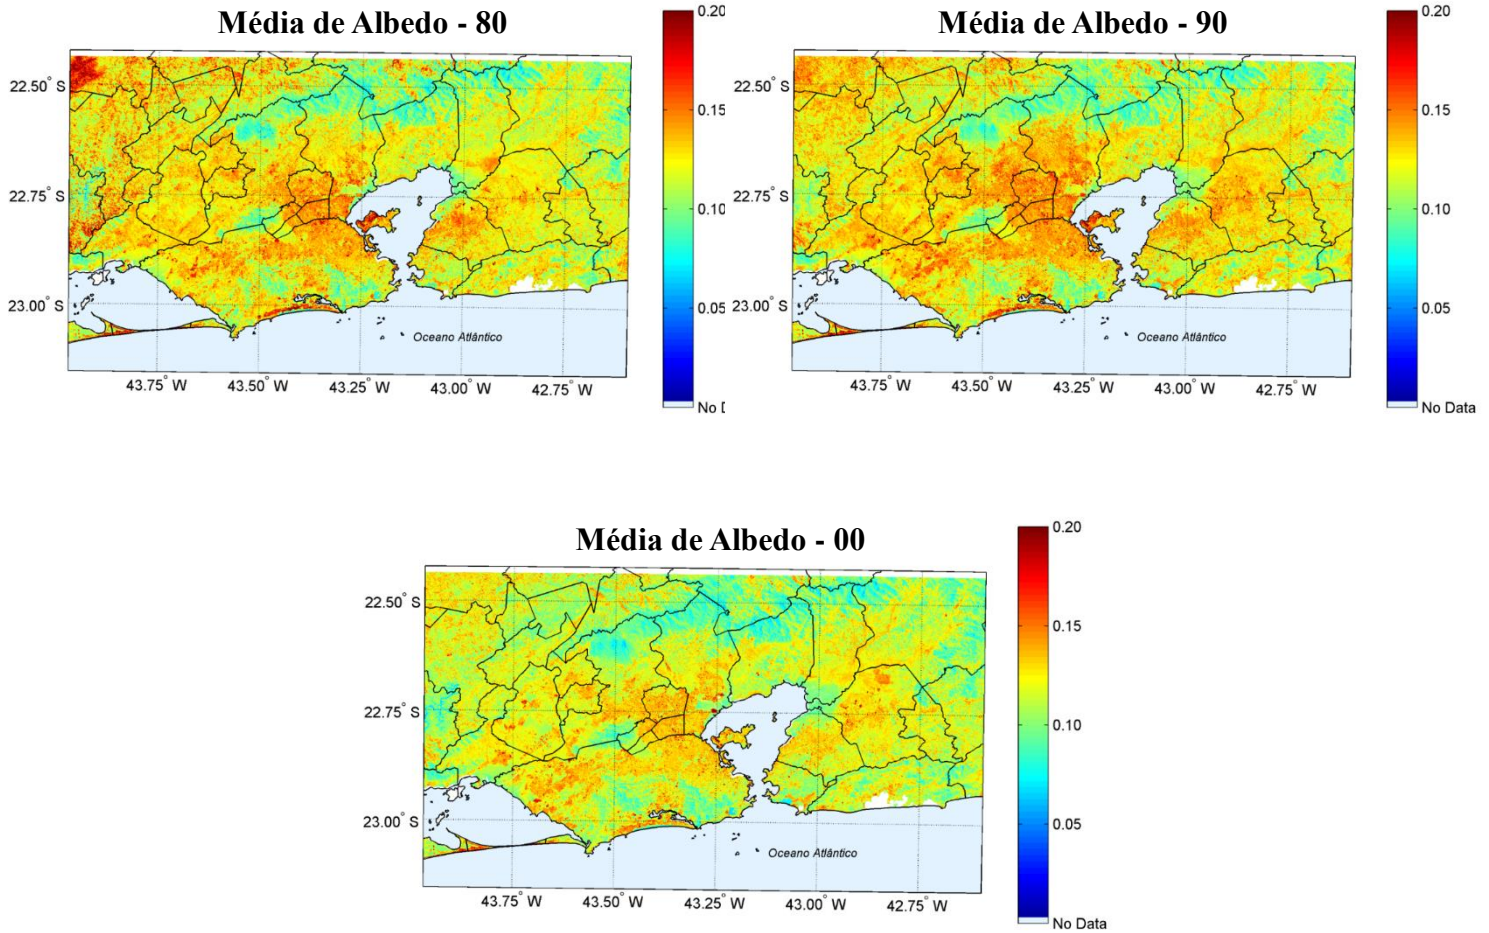 Média de Albedo - 80
0.20
22.50° S
0.15
22.75° S
0.10
23.00° S
0.05
Oceano Atlântico
43.75° W 43.50° W 43.25° W 43.00° W 42.75° W
No D
Média de Albedo - 90
0.20
22.50° S
0.15
22.75° S
0.10
23.00° S
0.05
Oceano Atlântico
43.75° W 43.50° W 43.25° W 43.00° W 42.75° W
No Data
Média de Albedo - 00
0.20
22.50° S
0.15
22.75° S
0.10
23.00° S
0.05
Oceano Atlântico
43.75° W 43.50° W 43.25° W 43.00° W 42.75° W
No Data